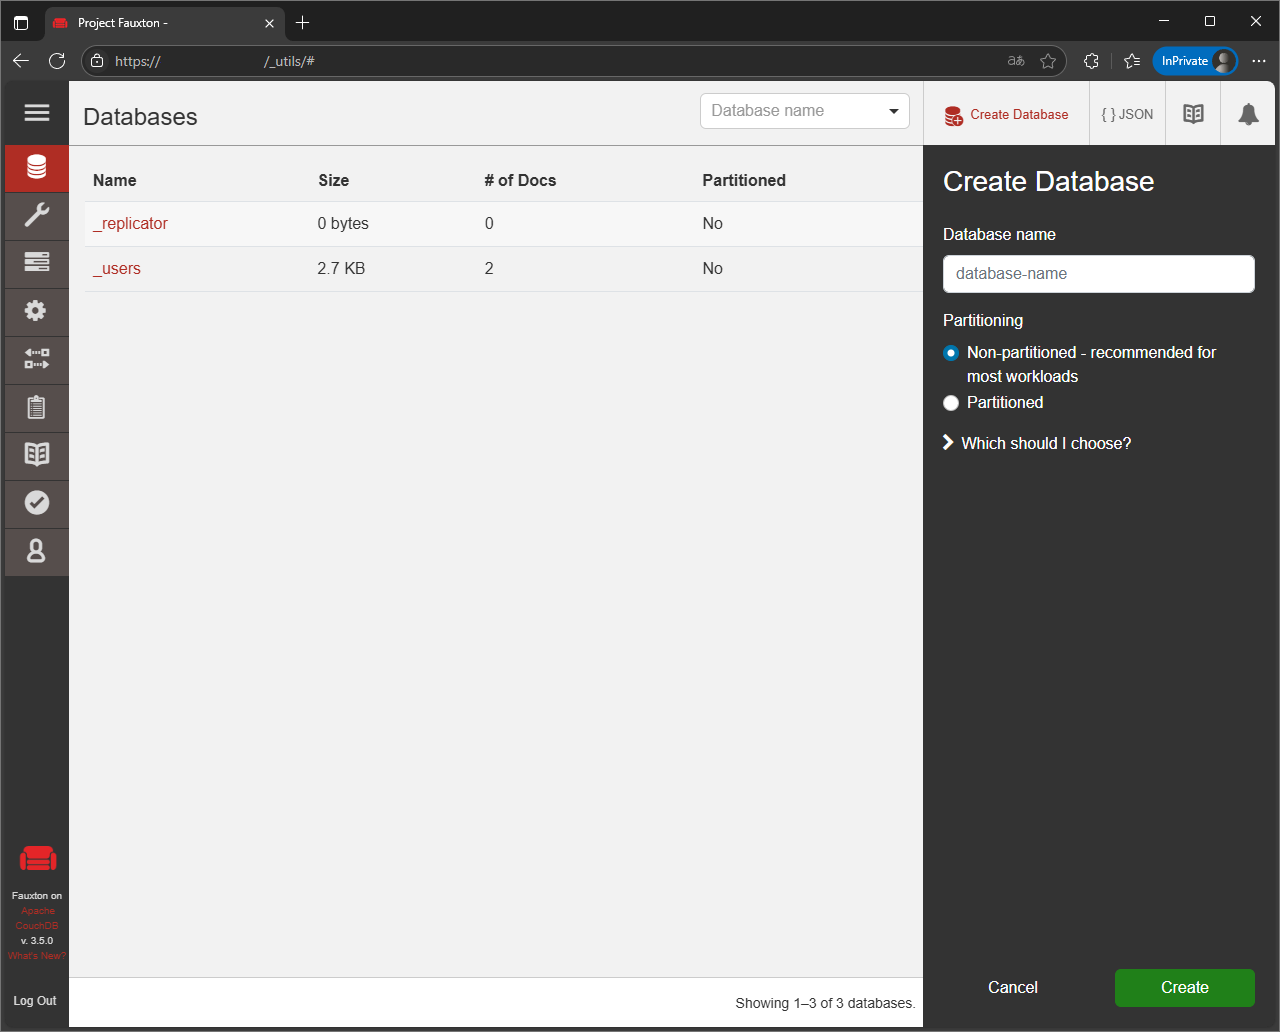 Project Fauxton -
https:// /_utils/#
InPrivate
Databases
Database name
Create Database
{ } JSON
Name Size # of Docs Partitioned
_replicator 0 bytes 0 No
_users 2.7 KB 2 No
Create Database
Database name
database-name
Partitioning
Non-partitioned - recommended for
most workloads
Partitioned
Which should I choose?
Fauxton on
Apache
CouchDB
v. 3.5.0
What's New?
Log Out
Showing 1–3 of 3 databases.
Cancel
Create